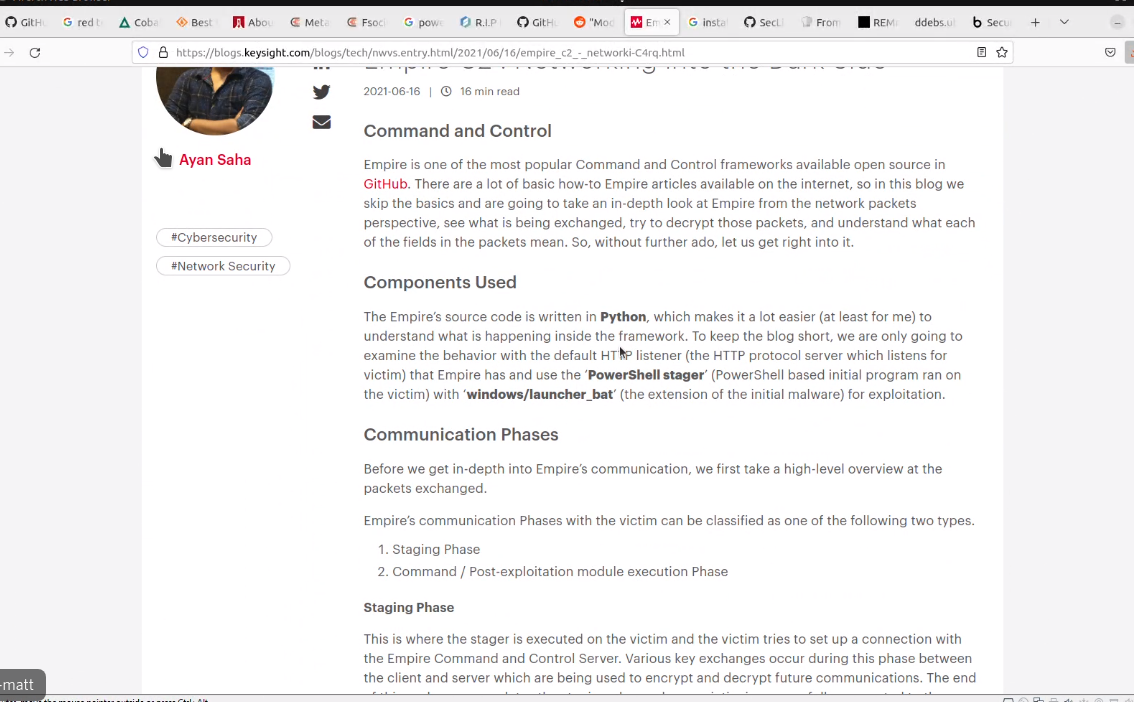 GitHu
red b
Coba
Best
Abou
Meta
Fsoc
powe
R.I.P
GitHu
"Mod
Em
insta
SecLi
From
REM
ddebs.ul
Secu
https://blogs.keysight.com/blogs/tech/nwvs.entry.html/2021/06/16/empire_c2_-_networki-C4rq.html
2021-06-16 | 16 min read
Ayan Saha
#Cybersecurity
#Network Security
Command and Control
Empire is one of the most popular Command and Control frameworks available open source in
GitHub. There are a lot of basic how-to Empire articles available on the internet, so in this blog we
skip the basics and are going to take an in-depth look at Empire from the network packets
perspective, see what is being exchanged, try to decrypt those packets, and understand what each
of the fields in the packets mean. So, without further ado, let us get right into it.
Components Used
The Empire’s source code is written in Python, which makes it a lot easier (at least for me) to
understand what is happening inside the framework. To keep the blog short, we are only going to
examine the behavior with the default HTTP listener (the HTTP protocol server which listens for
victim) that Empire has and use the ‘PowerShell stager’ (PowerShell based initial program ran on
the victim) with ‘windows/launcher_bat’ (the extension of the initial malware) for exploitation.
Communication Phases
Before we get in-depth into Empire’s communication, we first take a high-level overview at the
packets exchanged.
Empire’s communication Phases with the victim can be classified as one of the following two types.
1. Staging Phase
2. Command / Post-exploitation module execution Phase
Staging Phase
This is where the stager is executed on the victim and the victim tries to set up a connection with
the Empire Command and Control Server. Various key exchanges occur during this phase between
the client and server which are being used to encrypt and decrypt future communications. The end
-matt